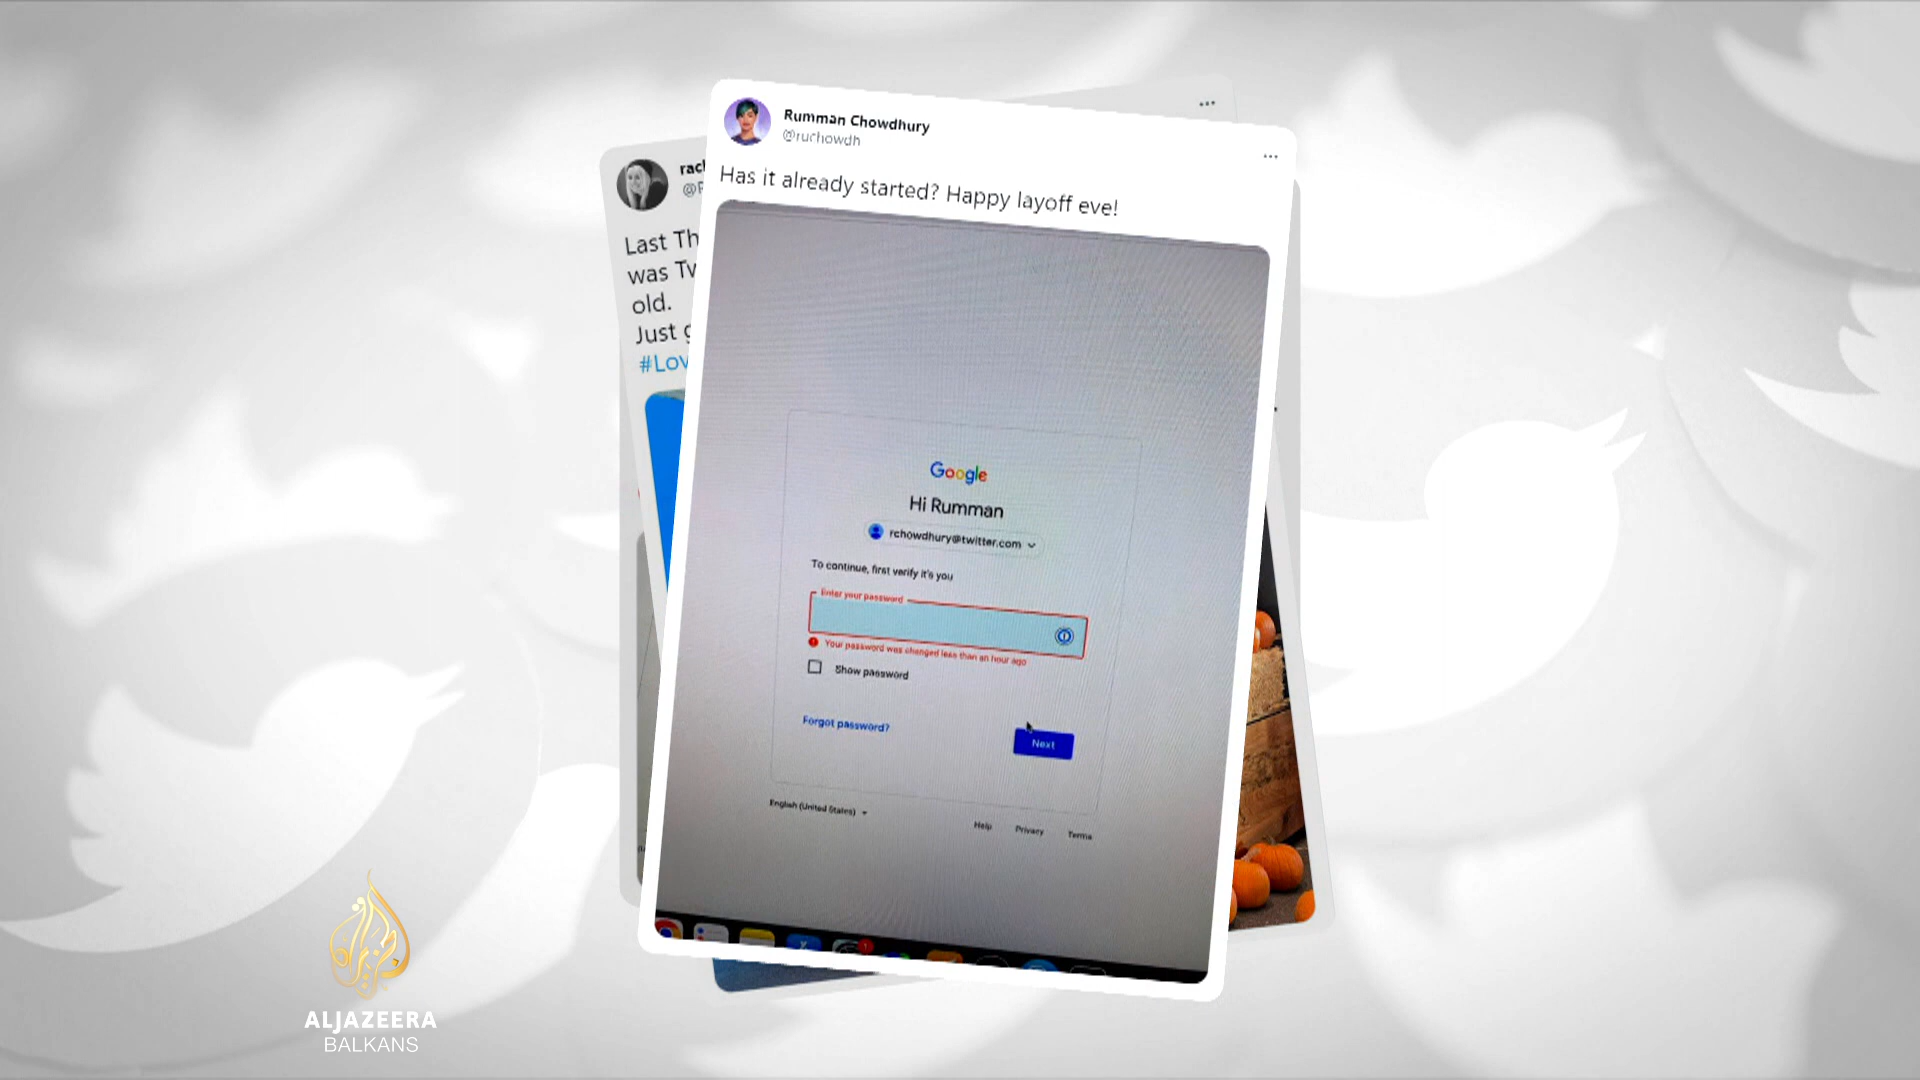 Rumman Chowdhury
@ruchowdh
Has it already started? Happy layoff eve!
Last Th
was Tw
old.
Just g
#Lov
Google
Hi Rumman
rchowdhury@twitter.com
To continue, first verify it's you
Enter your password
Your password was changed less than an hour ago
Show password
Forgot password?
Next
English (United States)
Help Privacy Terms
ALJAZEERA
BALKANS